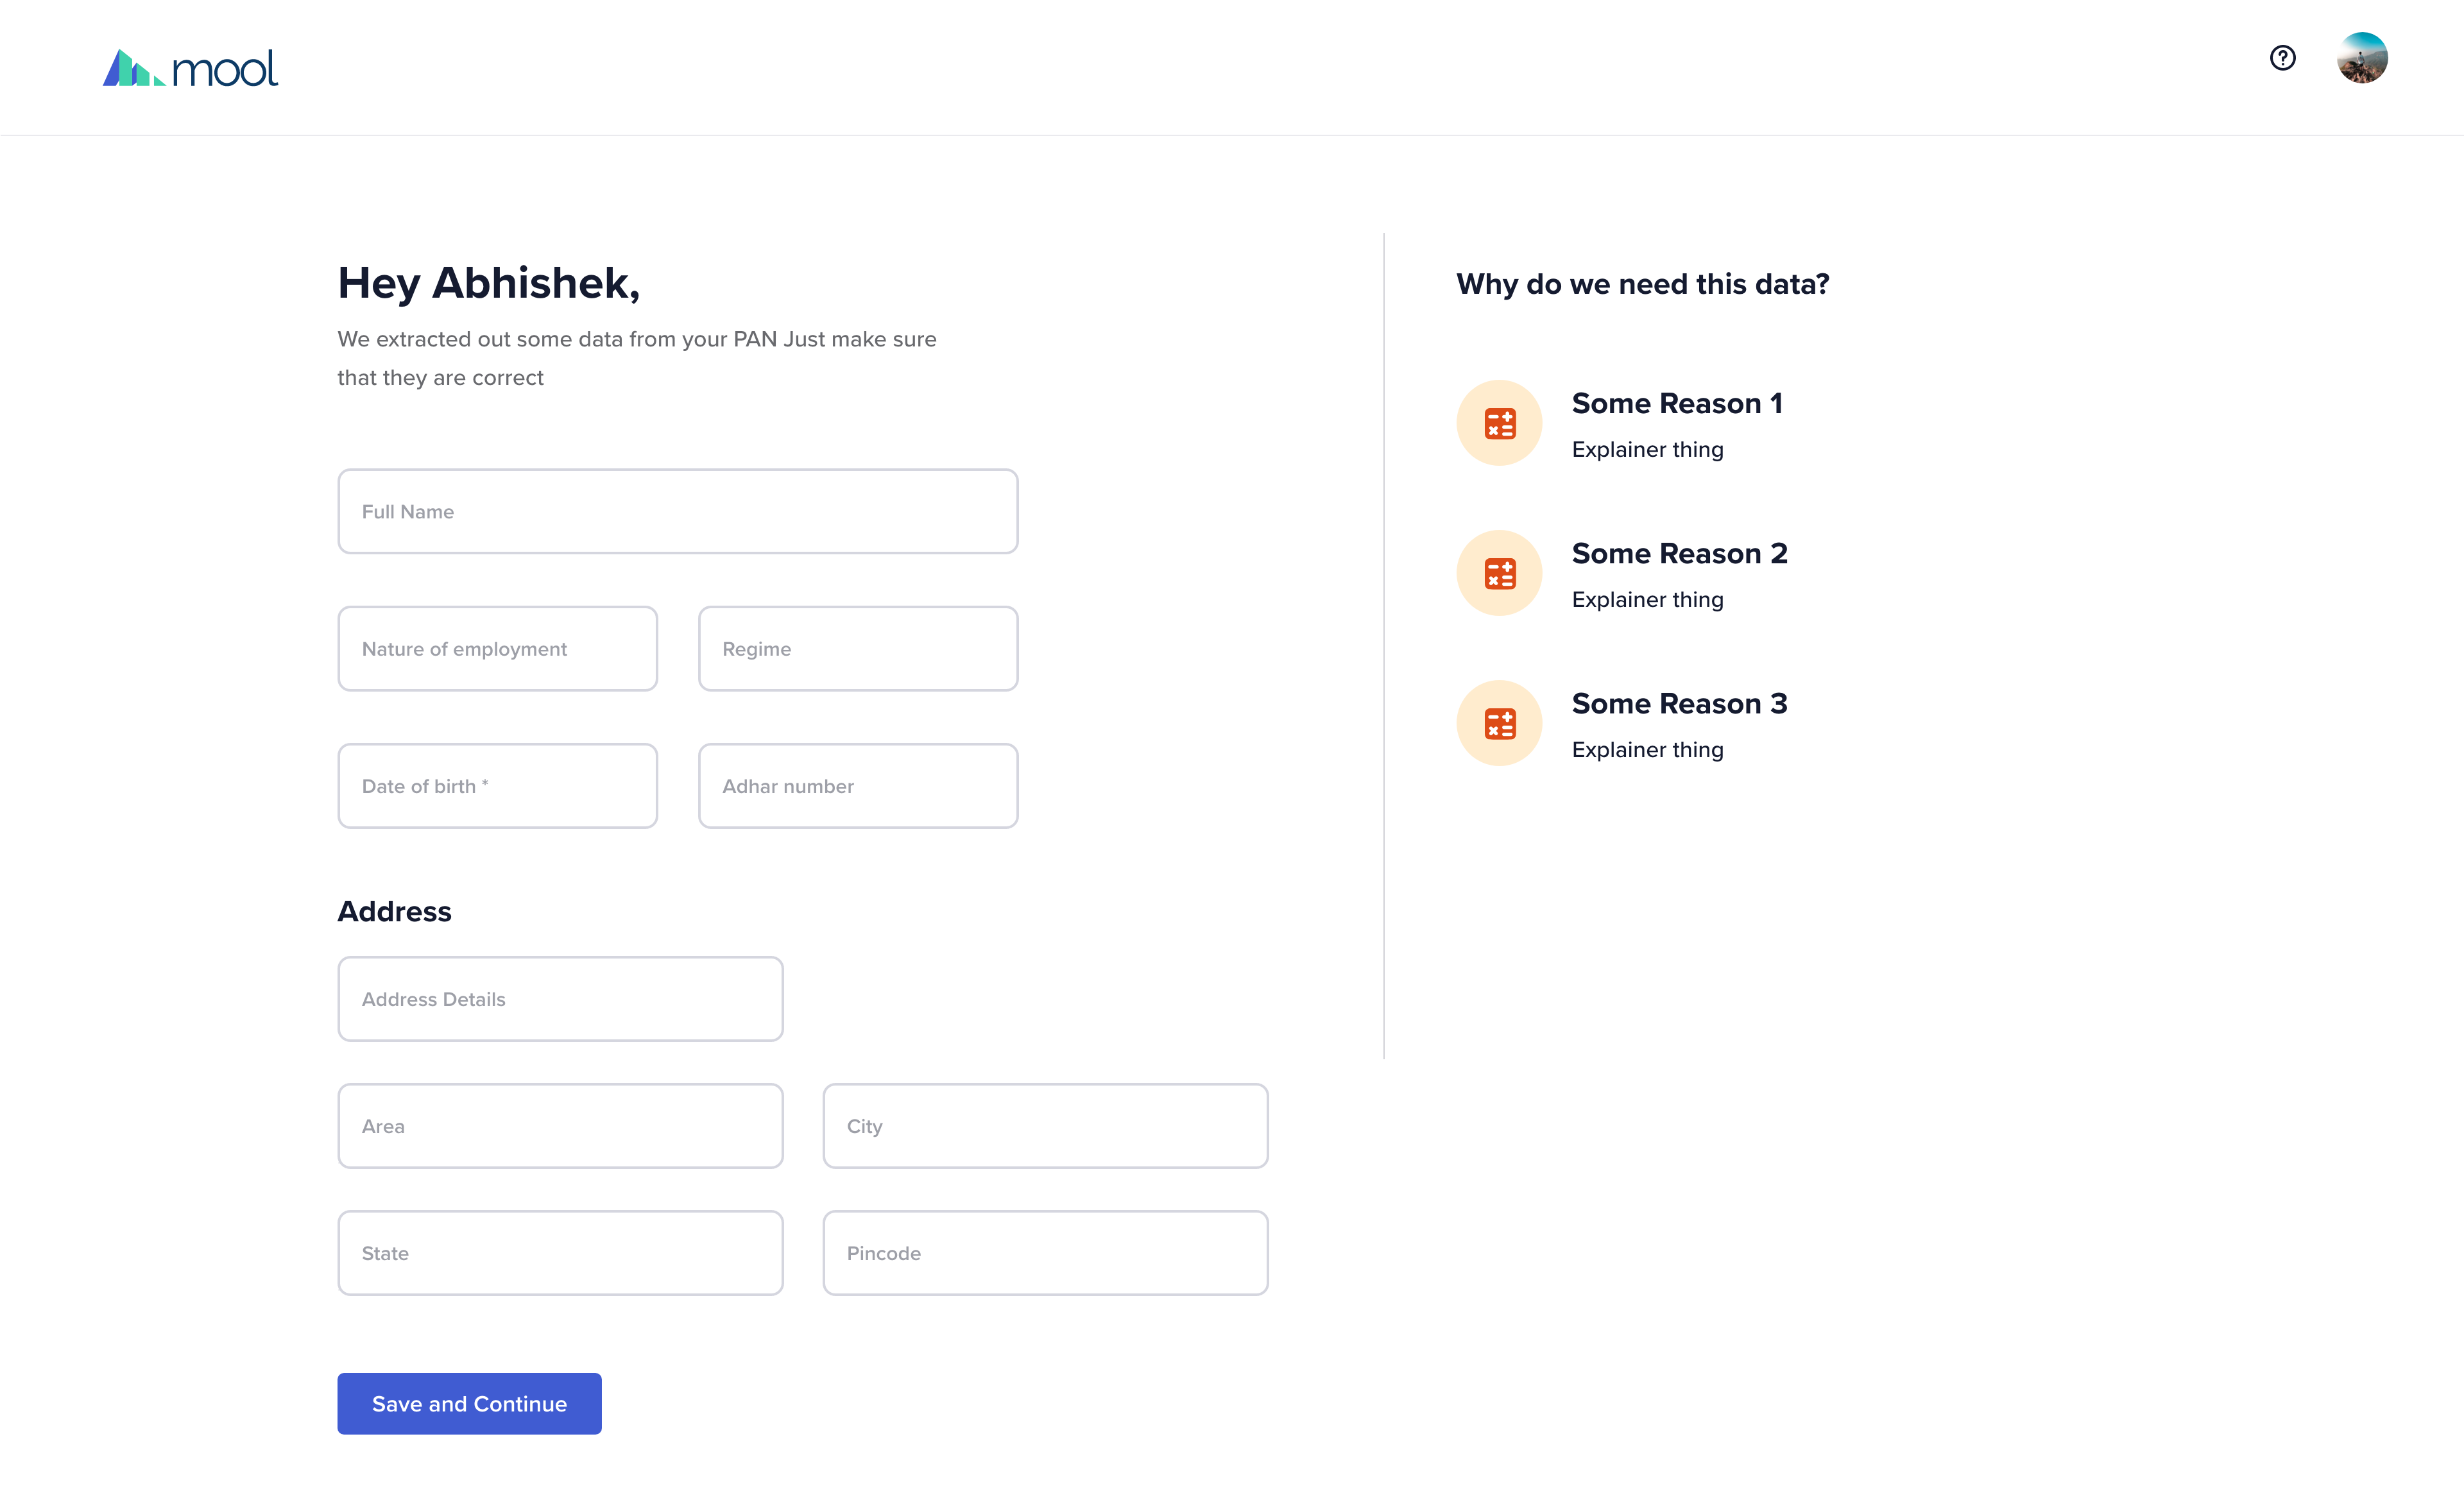 mool
Hey Abhishek,
We extracted out some data from your PAN Just make sure
that they are correct
Full Name
Nature of employment
Regime
Date of birth *
Adhar number
Address
Address Details
Area
City
State
Pincode
Save and Continue
Why do we need this data?
Some Reason 1
Explainer thing
Some Reason 2
Explainer thing
Some Reason 3
Explainer thing